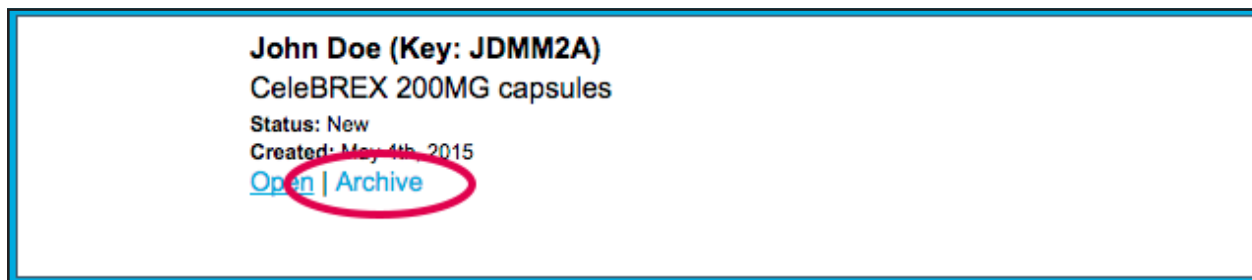 John Doe (Key: JDMM2A)
CeleBREX 200MG capsules
Status: New
Created: May 4th, 2015
Open | Archive